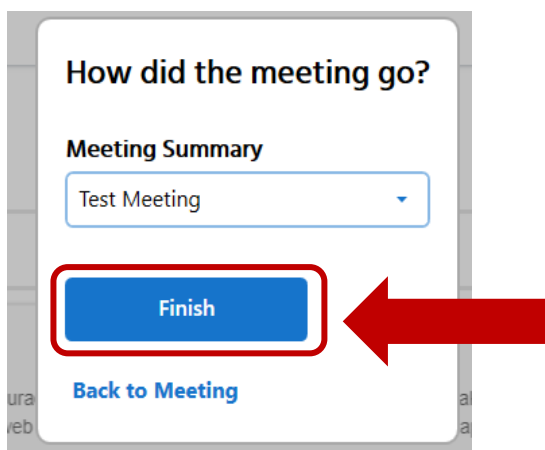 How did the meeting go?
Meeting Summary
Test Meeting
Finish
Back to Meeting